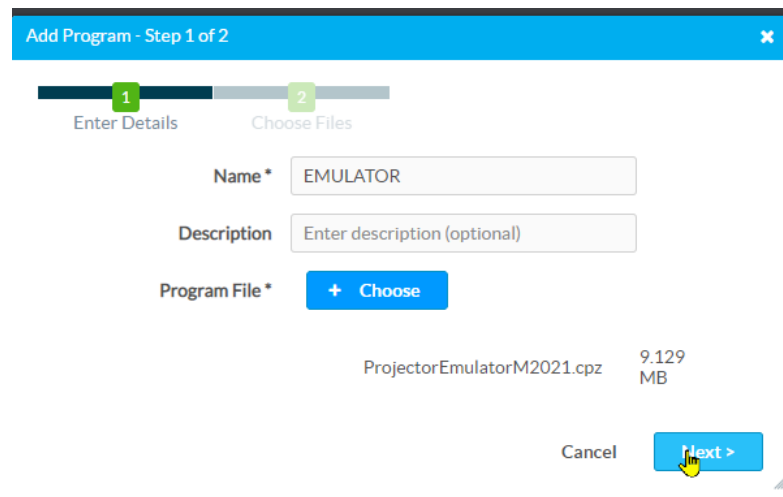 Add Program - Step 1 of 2
1
2
Enter Details
Choose Files
Name *
EMULATOR
Description
Enter description (optional)
Program File *
+ Choose
ProjectorEmulatorM2021.cpz
9.129
MB
Cancel
Next >